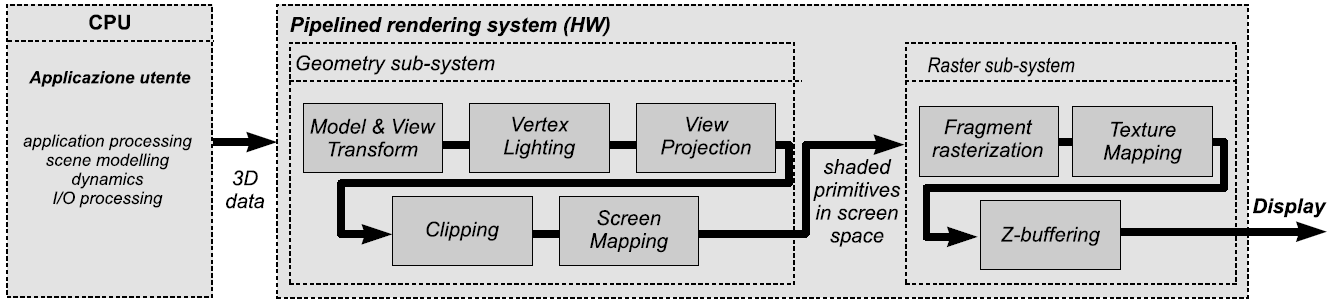 CPU
Applicazione utente
application processing
scene modelling
dynamics
I/O processing
3D
data
Pipelined rendering system (HW)
Geometry sub-system
Model & View
Transform
Vertex
Lighting
View
Projection
Clipping
Screen
Mapping
shaded
primitives
in screen
space
Raster sub-system
Fragment
rasterization
Texture
Mapping
Z-buffering
Display